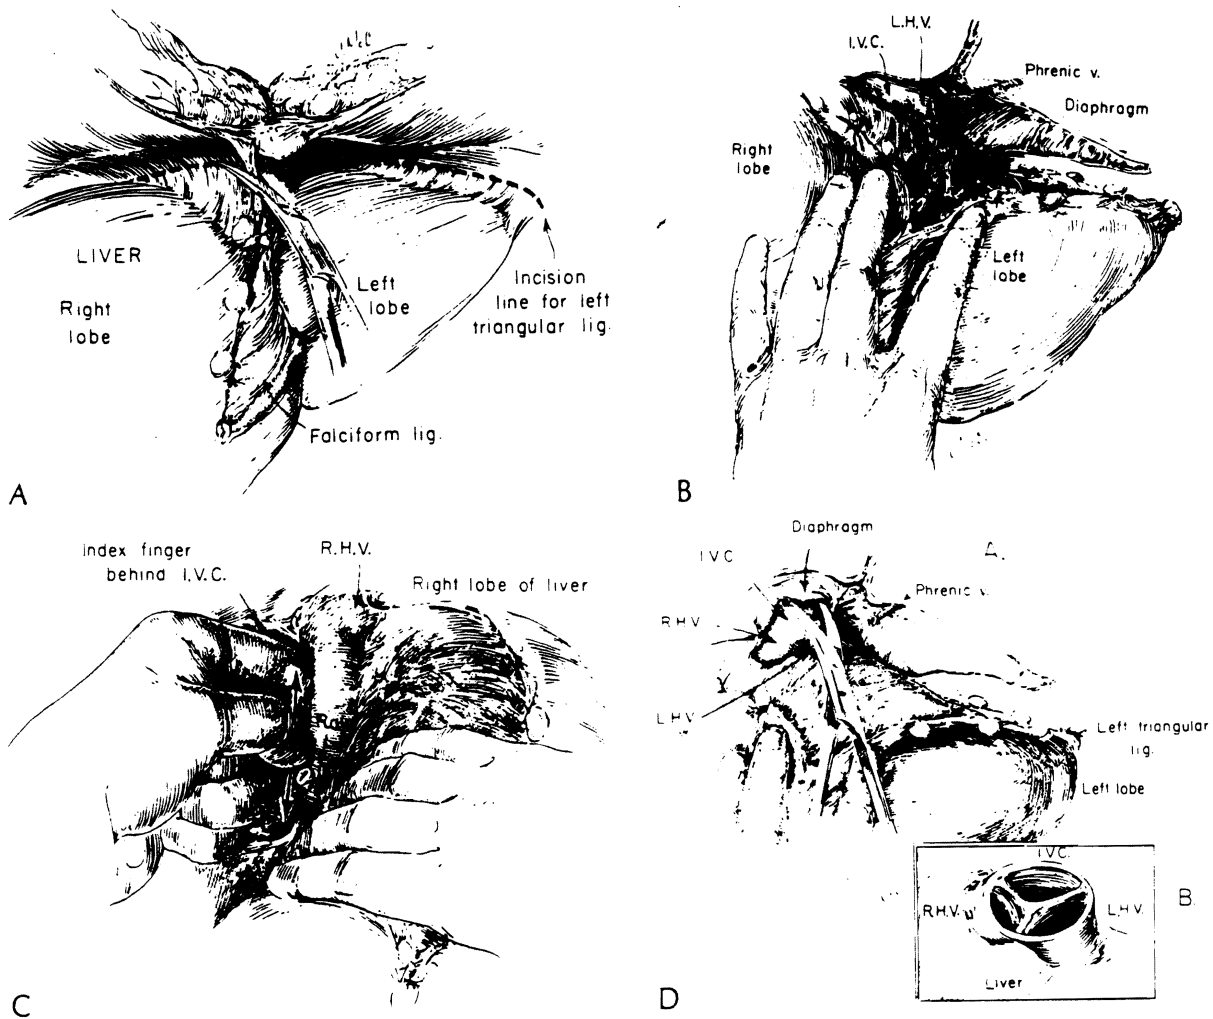 LIVER
Right
lobe
Left
lobe
Incision
line for left
triangular lig.
Falciform lig.
A
L.H.V.
I.V.C.
Phrenic v.
Diaphragm
Right
lobe
Left
lobe
B
Index finger
behind I.V.C.
R.H.V.
Right lobe of liver
C
Diaphragm
I.V.C.
A.
Phrenic v.
R.H.V.
L.H.V.
Left triangular
lig.
Left lobe
I.V.C.
R.H.V.
L.H.V.
B.
Liver
D